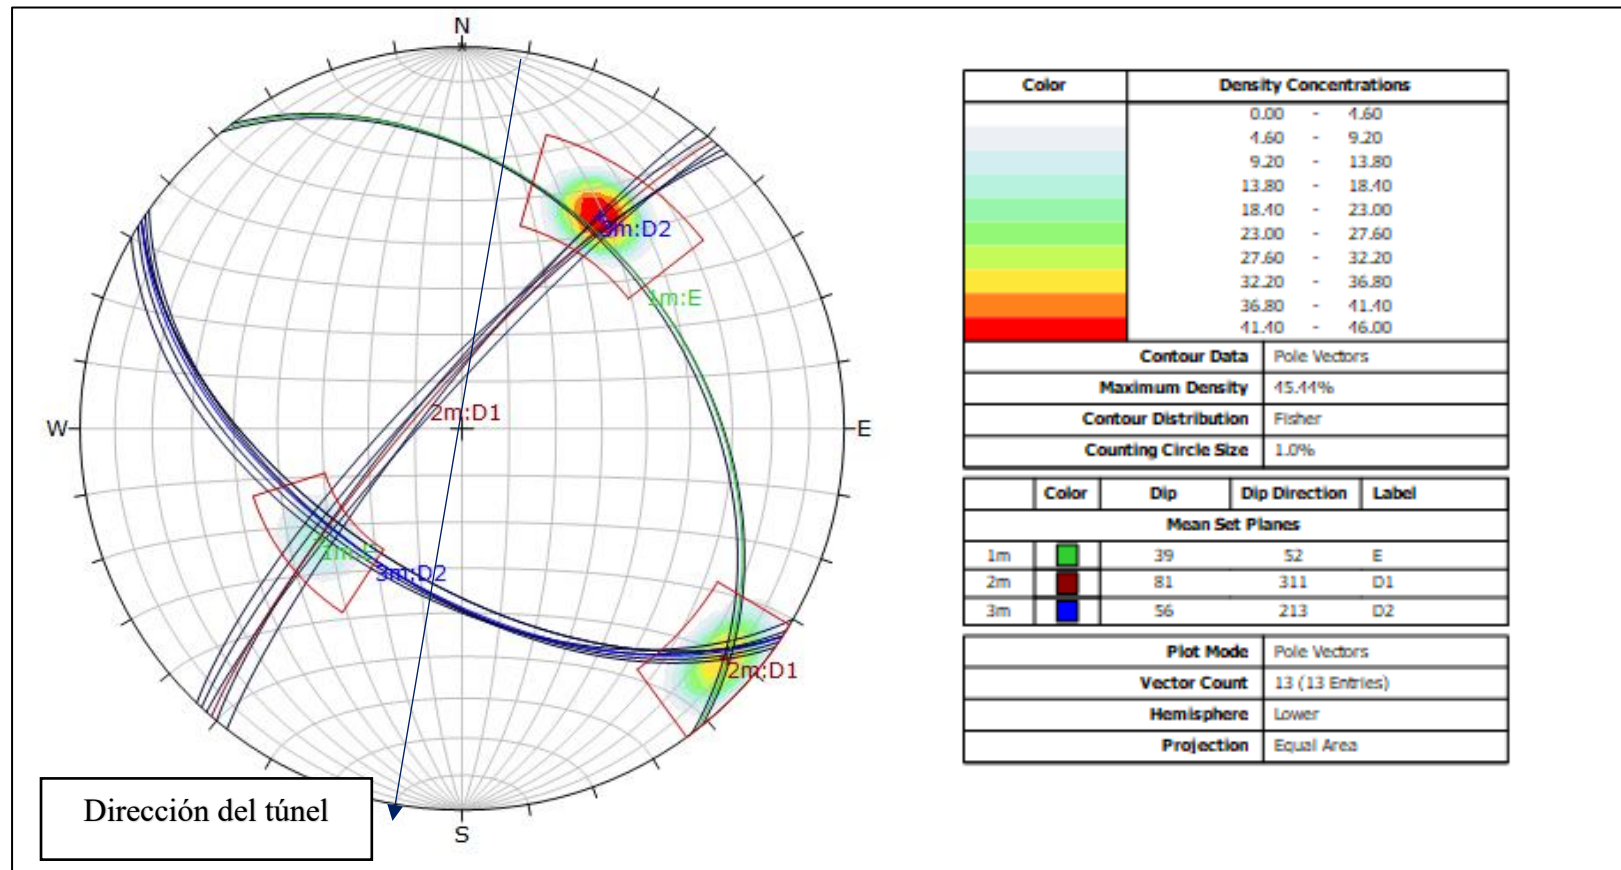 N
W
E
S
3m:D2
1m:E
2m:D1
1m:E
3m:D2
2m:D1
Dirección del túnel
Color Density Concentrations
0.00 - 4.60
4.60 - 9.20
9.20 - 13.80
13.80 - 18.40
18.40 - 23.00
23.00 - 27.60
27.60 - 32.20
32.20 - 36.80
36.80 - 41.40
41.40 - 46.00
Contour Data Pole Vectors
Maximum Density 45.44%
Contour Distribution Fisher
Counting Circle Size 1.0%
Color Dip Dip Direction Label
Mean Set Planes
1m 39 52 E
2m 81 311 D1
3m 56 213 D2
Plot Mode Pole Vectors
Vector Count 13 (13 Entries)
Hemisphere Lower
Projection Equal Area